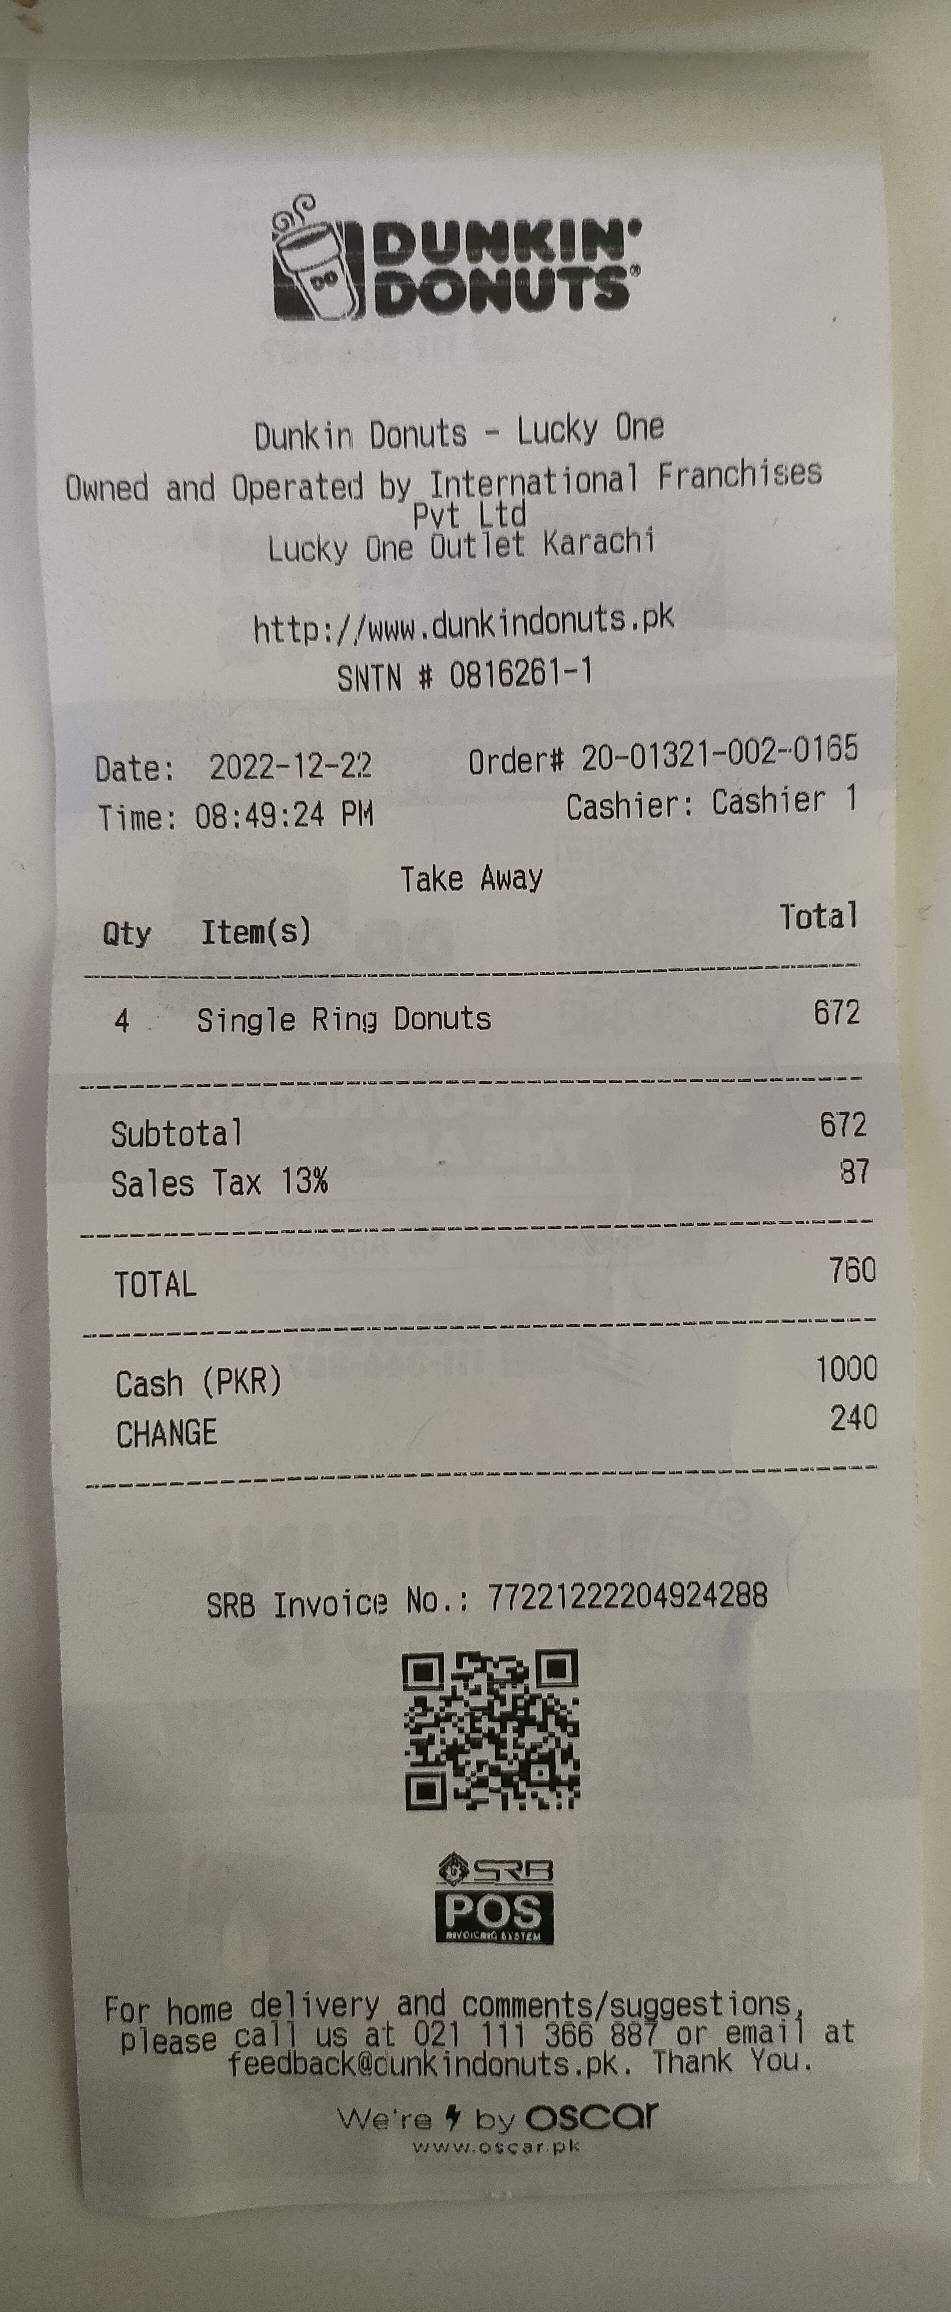 DUNKIN'
DONUTS®
DD
Dunkin Donuts - Lucky One
Owned and Operated by International Franchises
Pvt Ltd
Lucky One Outlet Karachi
http://www.dunkindonuts.pk
SNTN # 0816261-1
Date: 2022-12-22 Order# 20-01321-002-0165
Time: 08:49:24 PM Cashier: Cashier 1
Take Away
Qty Item(s) Total
4 Single Ring Donuts 672
Subtotal 672
Sales Tax 13% 87
TOTAL 760
Cash (PKR) 1000
CHANGE 240
SRB Invoice No.: 77221222204924288
SRB
POS
INVOICING SYSTEM
For home delivery and comments/suggestions,
please call us at 021 111 366 887 or email at
feedback@dunkindonuts.pk. Thank You.
We're by oscar
www.oscar.pk